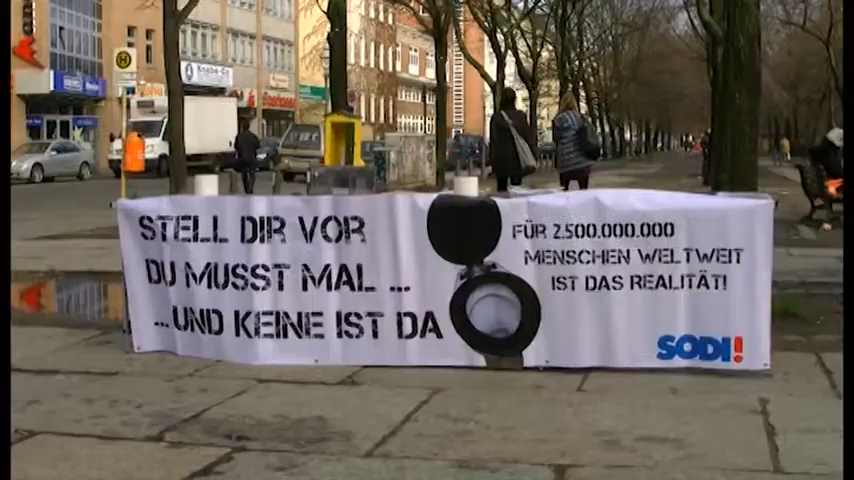 H
Knabe
STELL DIR VOR
DU MUSST MAL ...
...UND KEINE IST DA
FÜR 2.500.000.000
MENSCHEN WELTWEIT
IST DAS REALITÄT!
SODI!